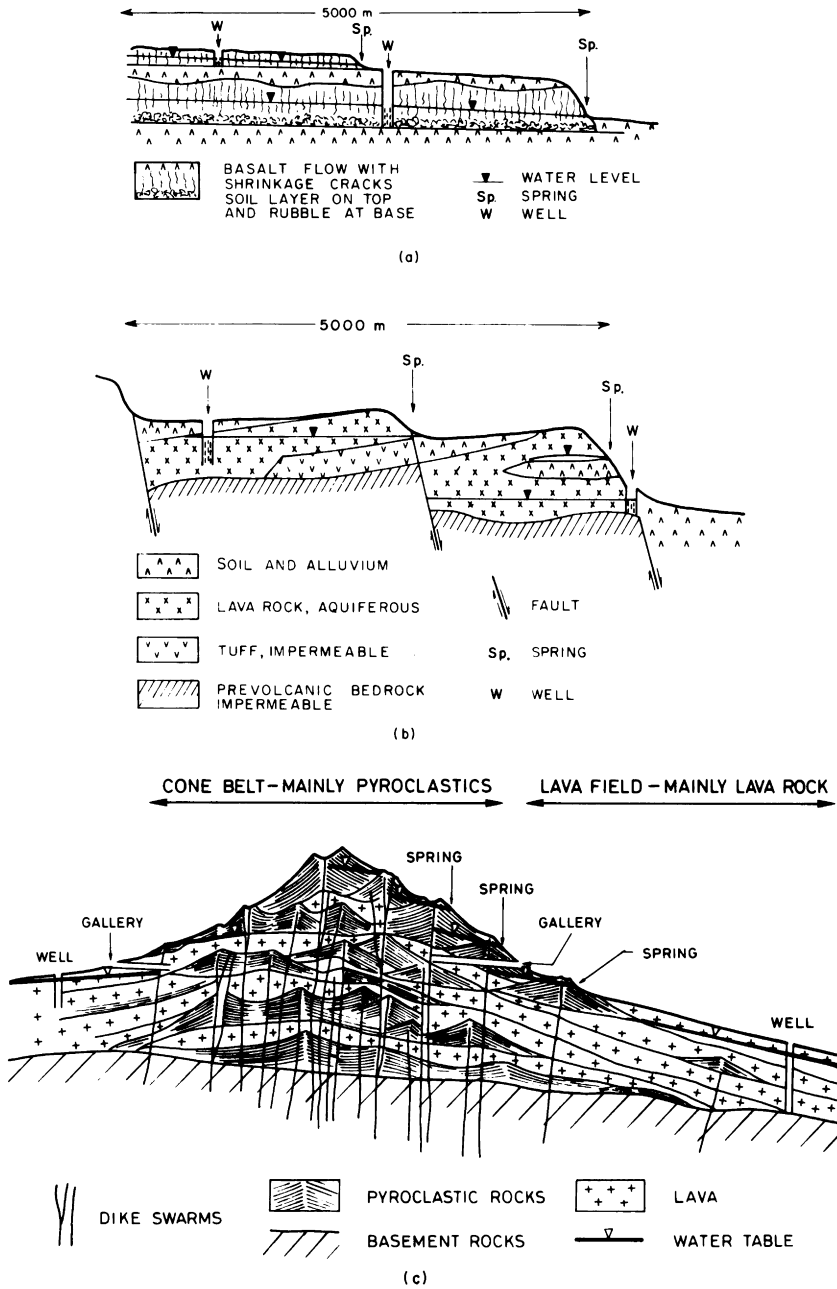 5000 m
W
Sp.
W
Sp.
BASALT FLOW WITH
SHRINKAGE CRACKS
SOIL LAYER ON TOP
AND RUBBLE AT BASE
WATER LEVEL
Sp. SPRING
W WELL
(a)
5000 m
W
Sp.
Sp.
W
SOIL AND ALLUVIUM
LAVA ROCK, AQUIFEROUS
TUFF, IMPERMEABLE
PREVOLCANIC BEDROCK
IMPERMEABLE
FAULT
Sp. SPRING
W WELL
(b)
CONE BELT-MAINLY PYROCLASTICS
LAVA FIELD - MAINLY LAVA ROCK
SPRING
SPRING
GALLERY
GALLERY
WELL
SPRING
WELL
DIKE SWARMS
PYROCLASTIC ROCKS
LAVA
BASEMENT ROCKS
WATER TABLE
(c)